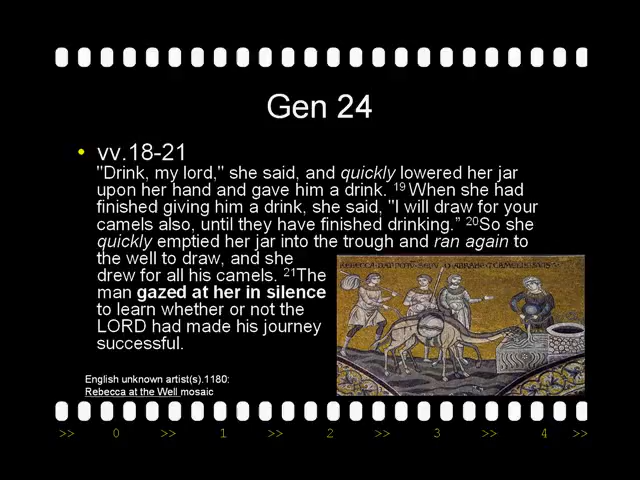 Gen 24
• vv.18-21
"Drink, my lord," she said, and quickly lowered her jar
upon her hand and gave him a drink. 19 When she had
finished giving him a drink, she said, "I will draw for your
camels also, until they have finished drinking.” 20So she
quickly emptied her jar into the trough and ran again to
the well to draw, and she
drew for all his camels. 21The
man gazed at her in silence
to learn whether or not the
LORD had made his journey
successful.
English unknown artist(s).1180:
Rebecca at the Well mosaic
>> 0 >> 1 >> 2 >> 3 >> 4 >>